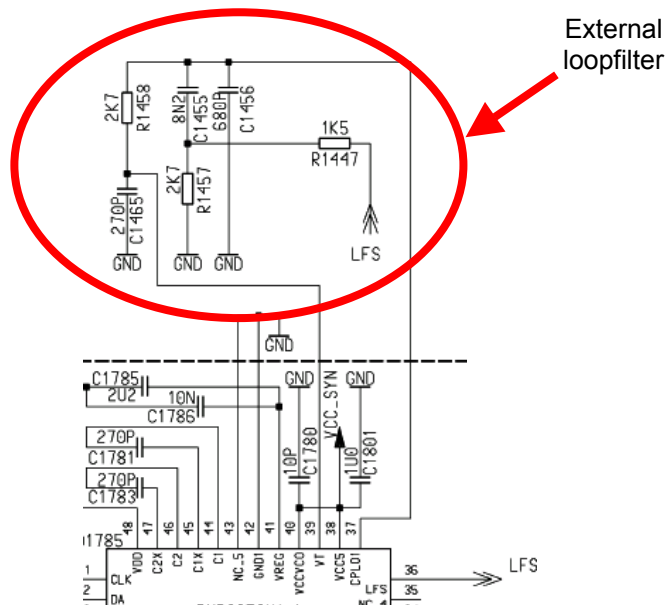 External
loopfilter
2K7
R1458
8N2
C1455
680P
C1456
1K5
R1447
2K7
R1457
270P
C1465
LFS
GND
GND
GND
GND
C1785
2U2
10N
C1786
GND
GND
VCC_SYN
270P
C1781
10P
C1780
1U0
C1801
270P
C1783
1785
48
47
46
45
44
43
42
41
40
39
38
37
VDD
C2X
C2
C1X
C1
NC_5
GND1
VREG
VCCVCO
VT
VCC5
CPLO1
1
CLK
36
LFS
2
DA
LFS
35